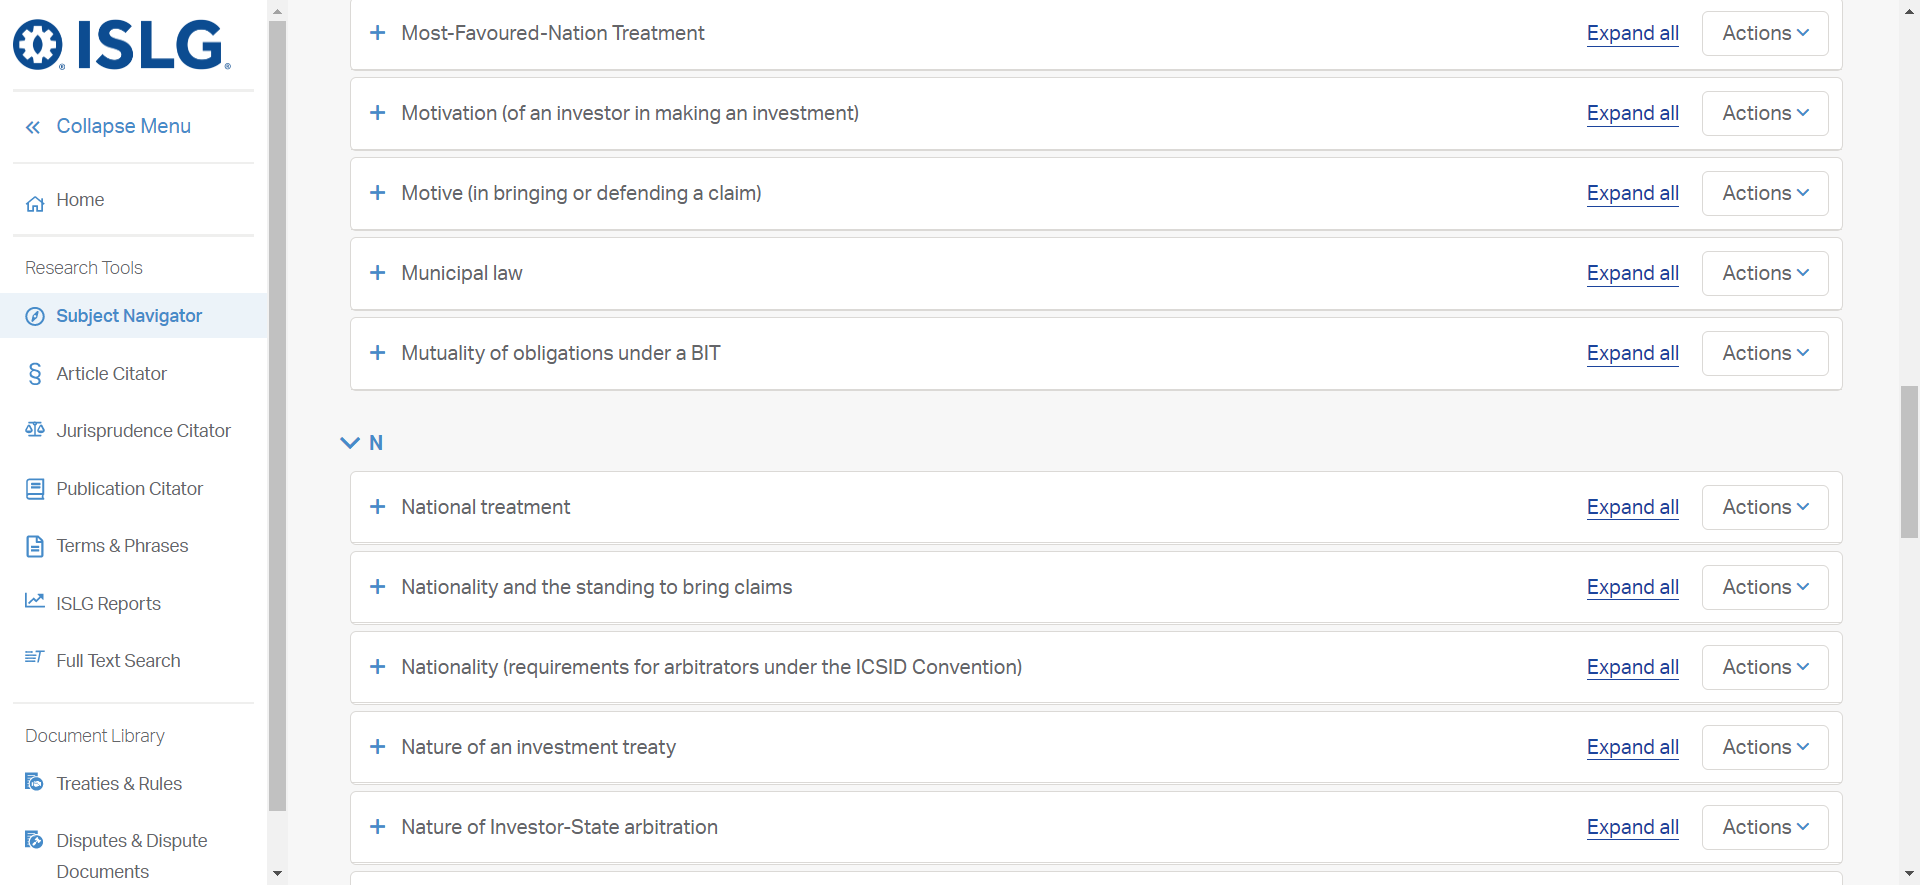 ISLG
Collapse Menu
Home
Research Tools
Subject Navigator
Article Citator
Jurisprudence Citator
Publication Citator
Terms & Phrases
ISLG Reports
Full Text Search
Document Library
Treaties & Rules
Disputes & Dispute
Documents
Most-Favoured-Nation Treatment Expand all Actions
Motivation (of an investor in making an investment) Expand all Actions
Motive (in bringing or defending a claim) Expand all Actions
Municipal law Expand all Actions
Mutuality of obligations under a BIT Expand all Actions
N
National treatment Expand all Actions
Nationality and the standing to bring claims Expand all Actions
Nationality (requirements for arbitrators under the ICSID Convention) Expand all Actions
Nature of an investment treaty Expand all Actions
Nature of Investor-State arbitration Expand all Actions